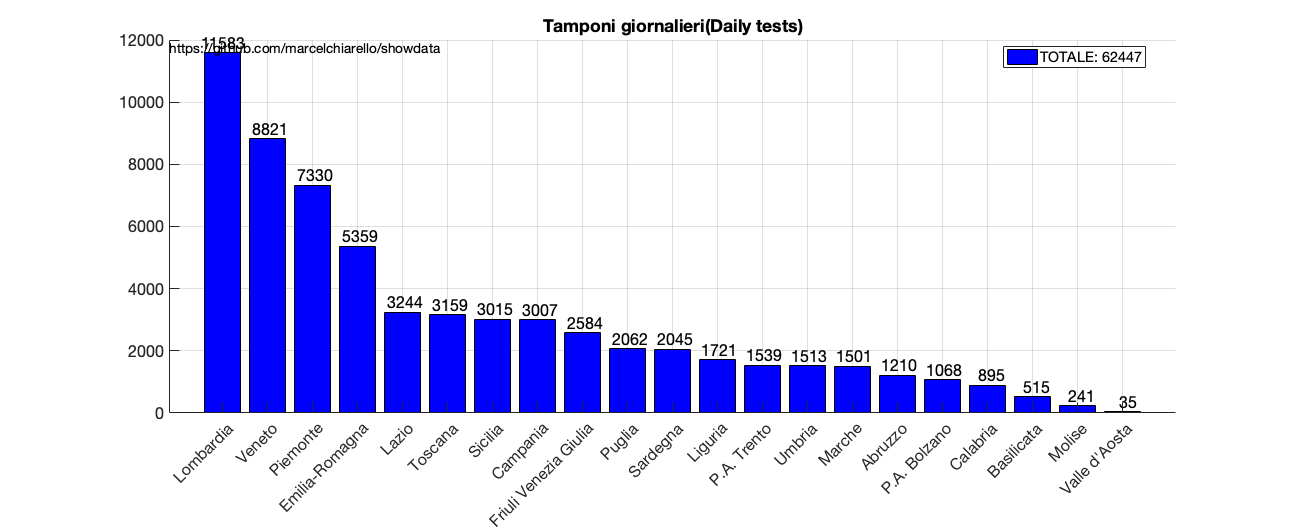 Tamponi giornalieri(Daily tests)
https://github.com/marcelchiarello/showdata
TOTALE: 62447
12000
10000
8000
6000
4000
2000
0
11583
8821
7330
5359
3244
3159
3015
3007
2584
2062
2045
1721
1539
1513
1501
1210
1068
895
515
241
35
Lombardia
Veneto
Piemonte
Emilia-Romagna
Lazio
Toscana
Sicilia
Campania
Friuli Venezia Giulia
Puglia
Sardegna
Liguria
P.A. Trento
Umbria
Marche
Abruzzo
P.A. Bolzano
Calabria
Basilicata
Molise
Valle d'Aosta